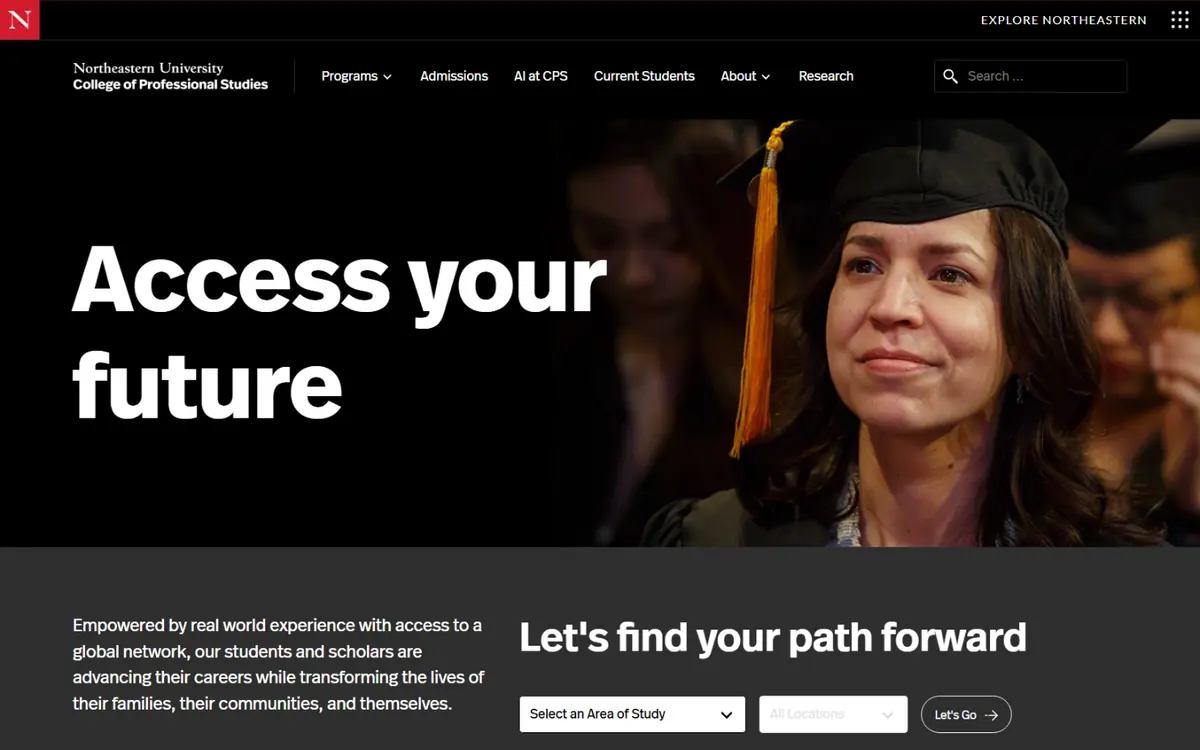 N
EXPLORE NORTHEASTERN
Northeastern University
College of Professional Studies
Programs
Admissions
AI at CPS
Current Students
About
Research
Search ...
Access your
future
Empowered by real world experience with access to a
global network, our students and scholars are
advancing their careers while transforming the lives of
their families, their communities, and themselves.
Let's find your path forward
Select an Area of Study
All Locations
Let's Go